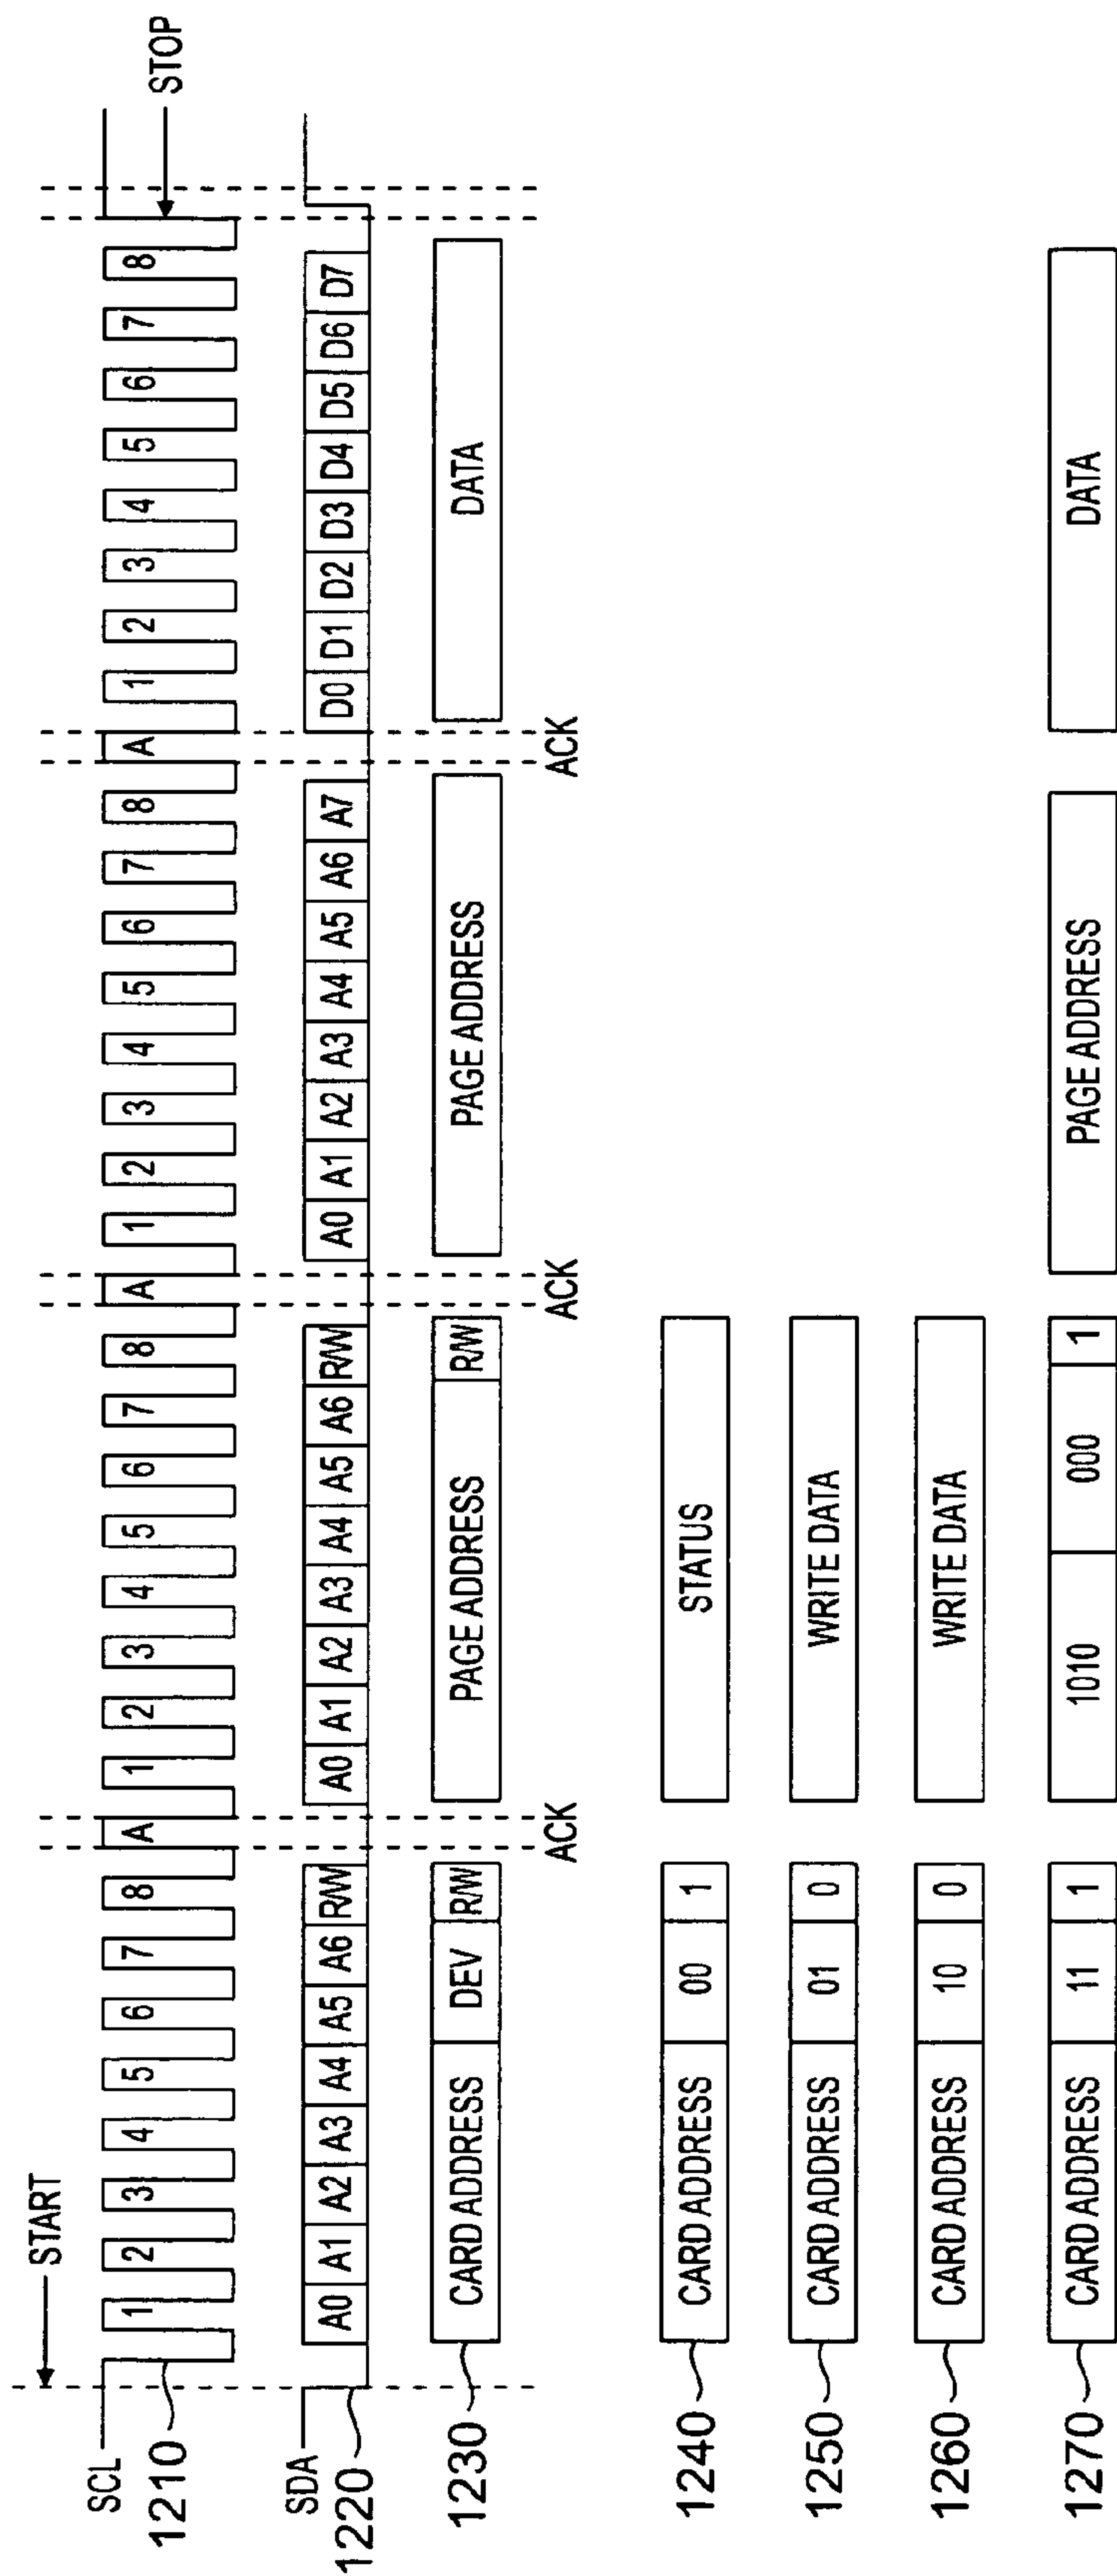 START
STOP
SCL 1 2 3 4 5 6 7 8 A 1 2 3 4 5 6 7 8 A 1 2 3 4 5 6 7 8 A 1 2 3 4 5 6 7 8
1210
SDA A0 A1 A2 A3 A4 A5 A6 R/W A0 A1 A2 A3 A4 A5 A6 R/W A0 A1 A2 A3 A4 A5 A6 A7 D0 D1 D2 D3 D4 D5 D6 D7
1220
1230 CARD ADDRESS DEV R/W PAGE ADDRESS R/W PAGE ADDRESS DATA
ACK ACK ACK
1240 CARD ADDRESS 00 1 STATUS
1250 CARD ADDRESS 01 0 WRITE DATA
1260 CARD ADDRESS 10 0 WRITE DATA
1270 CARD ADDRESS 11 1 1010 000 1 PAGE ADDRESS DATA